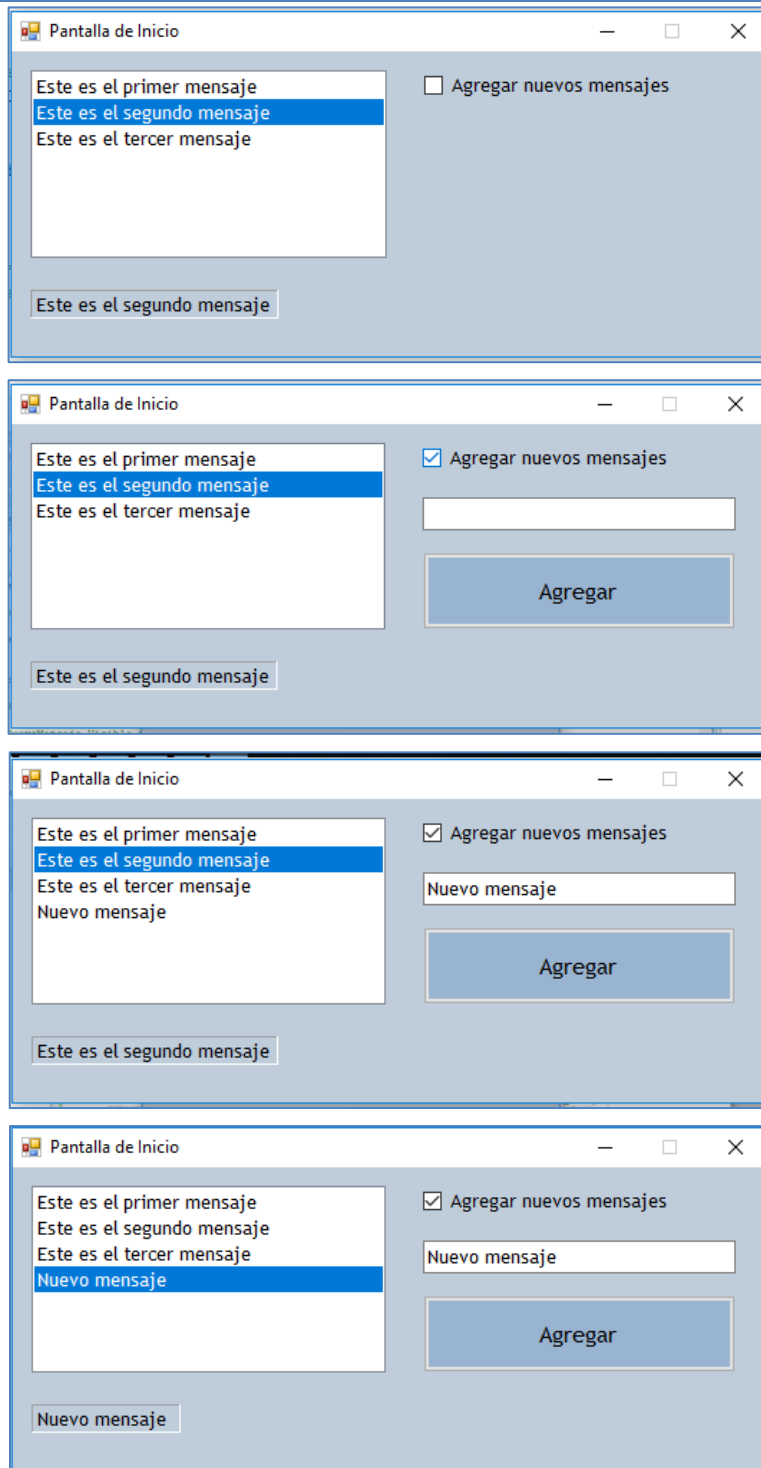 Pantalla de Inicio
Este es el primer mensaje
Este es el segundo mensaje
Este es el tercer mensaje
Agregar nuevos mensajes
Este es el segundo mensaje
Pantalla de Inicio
Este es el primer mensaje
Este es el segundo mensaje
Este es el tercer mensaje
Agregar nuevos mensajes
Agregar
Este es el segundo mensaje
Pantalla de Inicio
Este es el primer mensaje
Este es el segundo mensaje
Este es el tercer mensaje
Nuevo mensaje
Agregar nuevos mensajes
Nuevo mensaje
Agregar
Este es el segundo mensaje
Pantalla de Inicio
Este es el primer mensaje
Este es el segundo mensaje
Este es el tercer mensaje
Nuevo mensaje
Agregar nuevos mensajes
Nuevo mensaje
Agregar
Nuevo mensaje